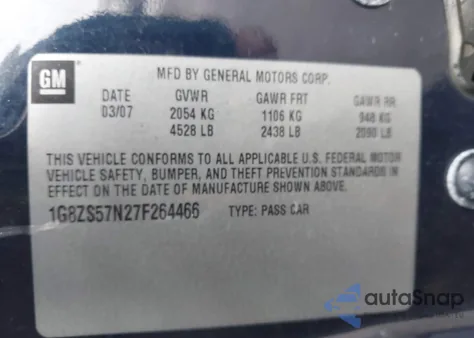 GM
MFD BY GENERAL MOTORS CORP.
DATE GVWR GAWR FRT GAWR RR
03/07 2054 KG 1106 KG 948 KG
4528 LB 2438 LB 2090 LB
THIS VEHICLE CONFORMS TO ALL APPLICABLE U.S. FEDERAL MOTOR
VEHICLE SAFETY, BUMPER, AND THEFT PREVENTION STANDARDS IN
EFFECT ON THE DATE OF MANUFACTURE SHOWN ABOVE.
1G8ZS57N27F264466 TYPE: PASS CAR
autoSnap